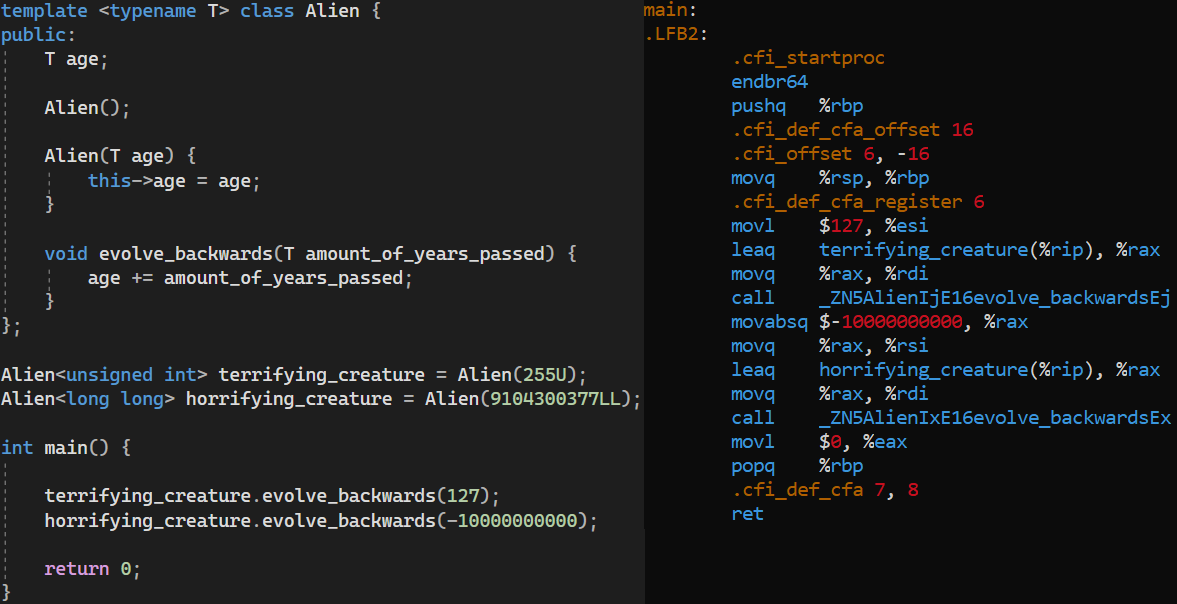 template <typename T> class Alien {
public:
    T age;

    Alien();

    Alien(T age) {
        this->age = age;
    }

    void evolve_backwards(T amount_of_years_passed) {
        age += amount_of_years_passed;
    }
};

Alien<unsigned int> terrifying_creature = Alien(255U);
Alien<long long> horrifying_creature = Alien(9104300377LL);

int main() {

    terrifying_creature.evolve_backwards(127);
    horrifying_creature.evolve_backwards(-10000000000);

    return 0;
}
main:
.LFB2:
        .cfi_startproc
        endbr64
        pushq   %rbp
        .cfi_def_cfa_offset 16
        .cfi_offset 6, -16
        movq    %rsp, %rbp
        .cfi_def_cfa_register 6
        movl    $127, %esi
        leaq    terrifying_creature(%rip), %rax
        movq    %rax, %rdi
        call    _ZN5AlienIjE16evolve_backwardsEj
        movabsq $-10000000000, %rax
        movq    %rax, %rsi
        leaq    horrifying_creature(%rip), %rax
        movq    %rax, %rdi
        call    _ZN5AlienIxE16evolve_backwardsEx
        movl    $0, %eax
        popq    %rbp
        .cfi_def_cfa 7, 8
        ret